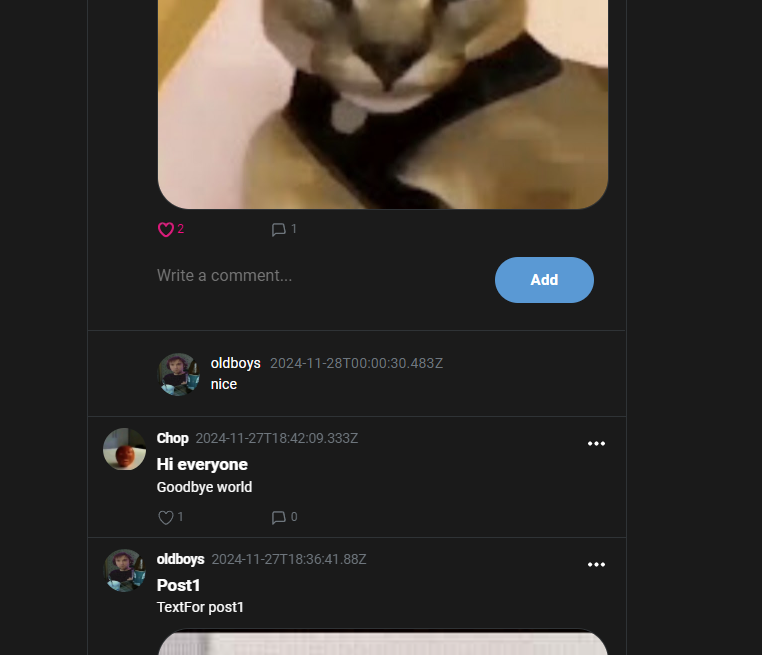 2
1
Write a comment...
Add
oldboys 2024-11-28T00:00:30.483Z
nice
Chop 2024-11-27T18:42:09.333Z
Hi everyone
Goodbye world
1
0
oldboys 2024-11-27T18:36:41.88Z
Post1
TextFor post1